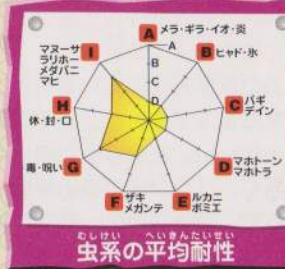 A メラ・ギラ・イオ・炎
A
B
C
D
B ヒャド・氷
C バギ
デイン
D マホトーン
マホトラ
E ルカニ
ボミエ
F ザキ
メガンテ
G 毒・呪い
H 休・封・口
I マヌーサ
ラリホー
メダパニ
マヒ
むしけい へいきんたいせい
虫系の平均耐性